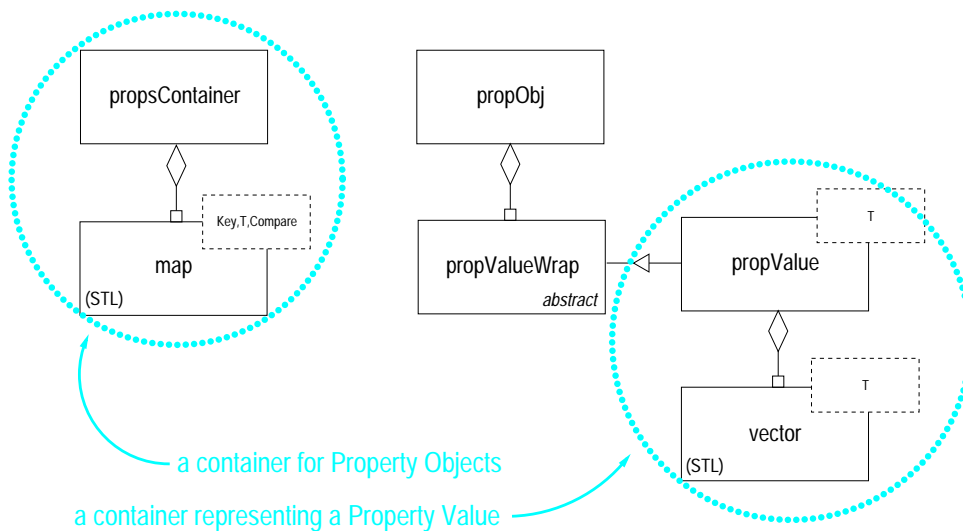 propsContainer
propObj
Key,T,Compare
map
(STL)
propValueWrap
abstract
T
propValue
T
vector
(STL)
a container for Property Objects
a container representing a Property Value